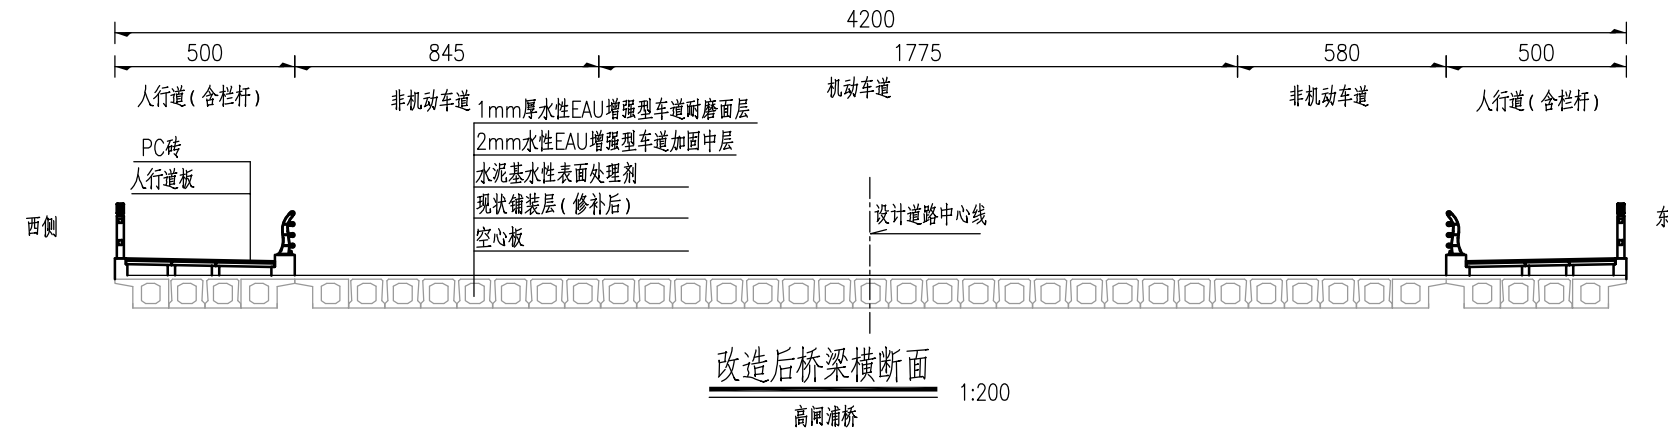 4200
500 845 1775 580 500
人行道(含栏杆) 非机动车道 机动车道 非机动车道 人行道(含栏杆)
1mm厚水性EAU增强型车道耐磨面层
2mm水性EAU增强型车道加固中层
水泥基水性表面处理剂
现状铺装层(修补后)
空心板
PC砖
人行道板
西侧
设计道路中心线
东
改造后桥梁横断面 1:200
高闸浦桥